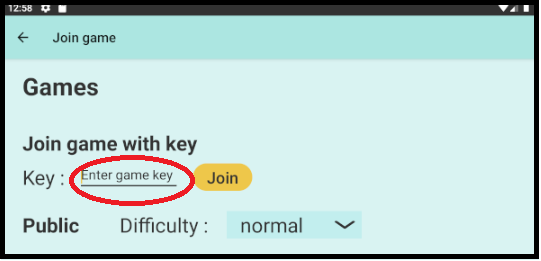 12:58
Join game
Games
Join game with key
Key : Enter game key Join
Public Difficulty : normal